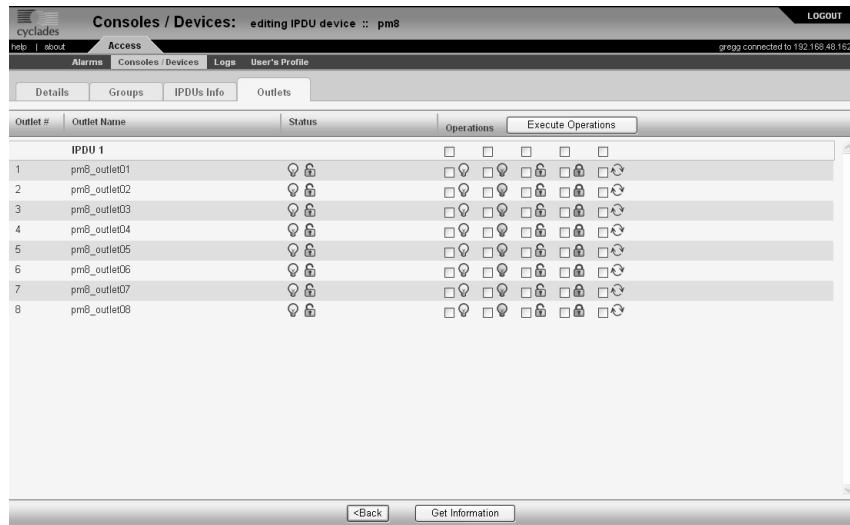 cyclades
Consoles / Devices: editing IPDU device :: pm8
LOGOUT
help | about
Access
gregg connected to 192.168.48.162
Alarms Consoles / Devices Logs User's Profile
Details Groups IPDUs Info Outlets
Outlet # Outlet Name Status Operations Execute Operations
IPDU 1
1 pm8_outlet01
2 pm8_outlet02
3 pm8_outlet03
4 pm8_outlet04
5 pm8_outlet05
6 pm8_outlet06
7 pm8_outlet07
8 pm8_outlet08
<Back Get Information